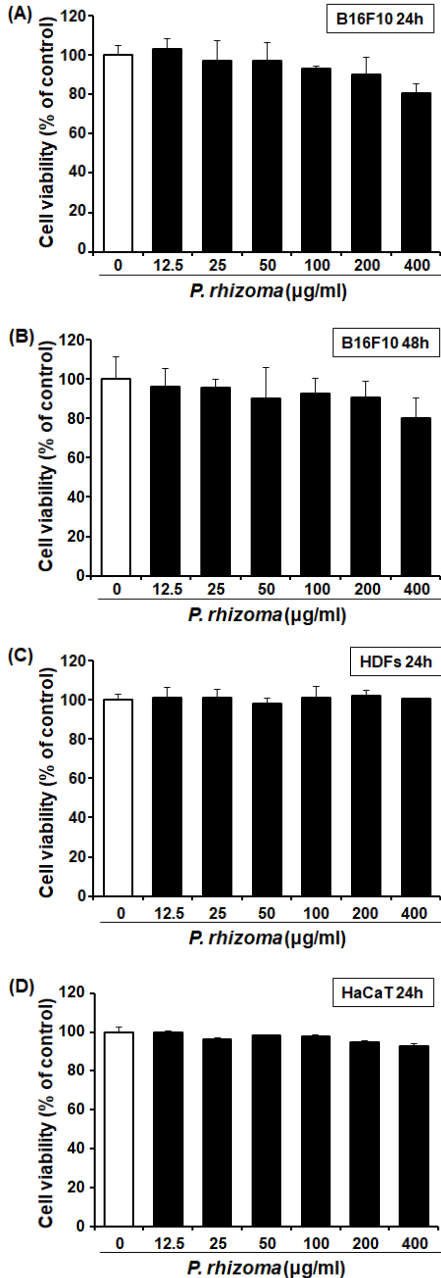 (A)
B16F10 24h
Cell viability (% of control)
120
100
80
60
40
20
0
0 12.5 25 50 100 200 400
P. rhizoma (µg/ml)
(B)
B16F10 48h
Cell viability (% of control)
120
100
80
60
40
20
0
0 12.5 25 50 100 200 400
P. rhizoma (µg/ml)
(C)
HDFs 24h
Cell viability (% of control)
120
100
80
60
40
20
0
0 12.5 25 50 100 200 400
P. rhizoma (µg/ml)
(D)
HaCaT 24h
Cell viability (% of control)
120
100
80
60
40
20
0
0 12.5 25 50 100 200 400
P. rhizoma (µg/ml)